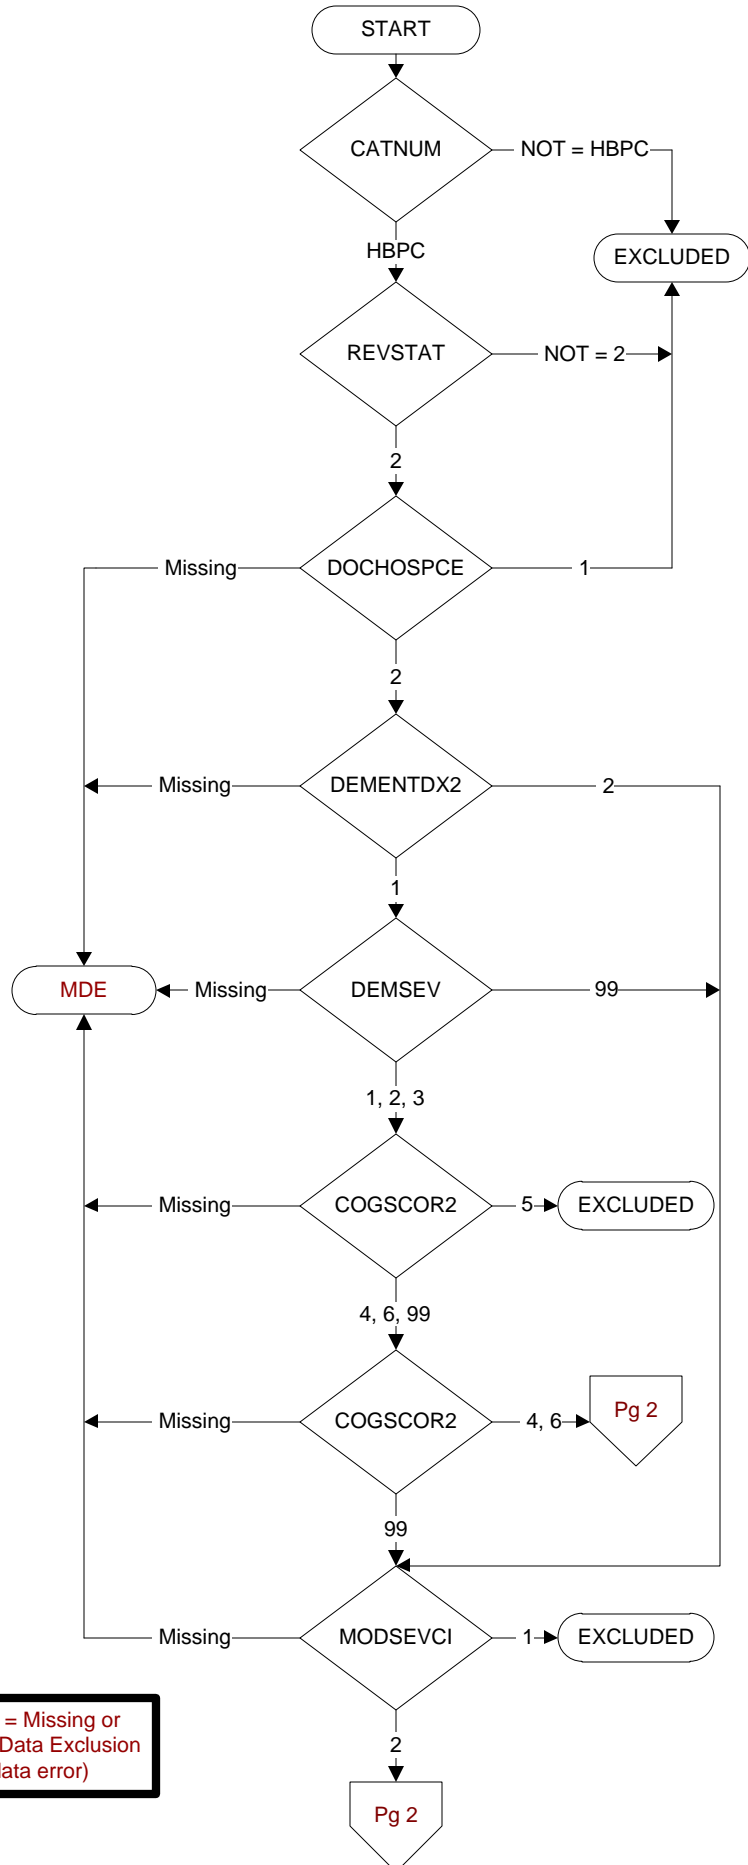 START
CATNUM
NOT = HBPC
HBPC
EXCLUDED
REVSTAT
NOT = 2
2
DOCHOSPCE
Missing
1
2
DEMENTDX2
Missing
2
1
MDE
Missing
DEMSEV
99
1, 2, 3
Missing
COGSCOR2
5
EXCLUDED
4, 6, 99
Missing
COGSCOR2
4, 6
Pg 2
99
Missing
MODSEVCI
1
EXCLUDED
= Missing or
Data Exclusion
data error)
2
Pg 2